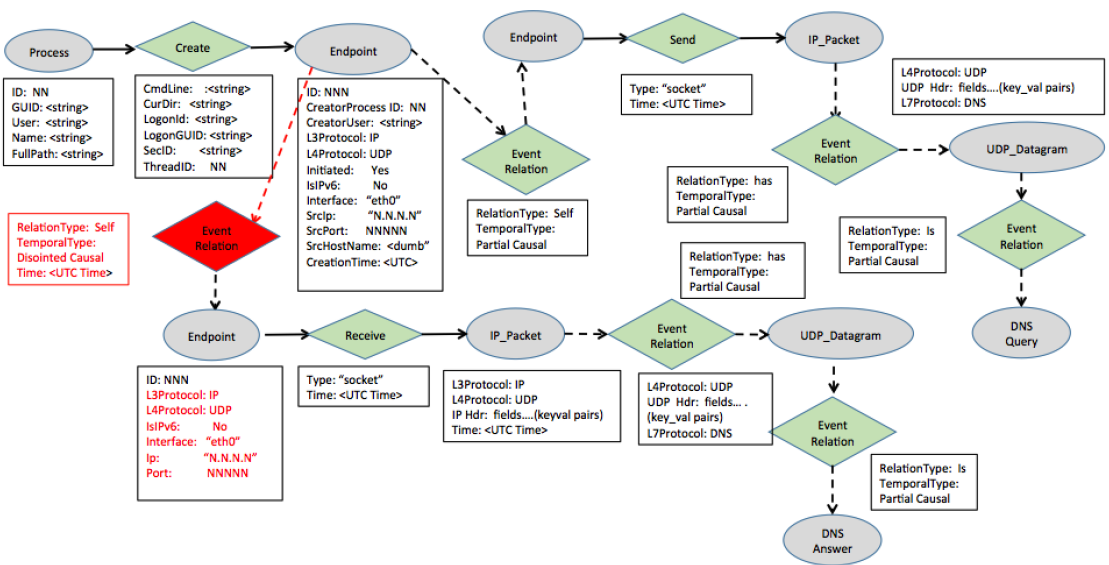 Process
Create
Endpoint
Endpoint
Send
IP_Packet
ID: NN
GUID: <string>
User: <string>
Name: <string>
FullPath: <string>
CmdLine: :<string>
CurDir: <string>
LogonId: <string>
LogonGUID: <string>
SecID: <string>
ThreadID: NN
ID: NNN
CreatorProcess ID: NN
CreatorUser: <string>
L3Protocol: IP
L4Protocol: UDP
Initiated: Yes
IsIPv6: No
Interface: “eth0”
SrcIp: “N.N.N.N”
SrcPort: NNNNN
SrcHostName: <dumb”
CreationTime: <UTC>
Event
Relation
RelationType: Self
TemporalType:
Partial Causal
Type: “socket”
Time: <UTC Time>
L4Protocol: UDP
UDP Hdr: fields....(key_val pairs)
L7Protocol: DNS
Event
Relation
UDP_Datagram
RelationType: has
TemporalType:
Partial Causal
RelationType: Is
TemporalType:
Partial Causal
Event
Relation
DNS
Query
RelationType: Self
TemporalType:
Disointed Causal
Time: <UTC Time>
Event
Relation
RelationType: has
TemporalType:
Partial Causal
Endpoint
Receive
IP_Packet
Event
Relation
UDP_Datagram
ID: NNN
L3Protocol: IP
L4Protocol: UDP
IsIPv6: No
Interface: “eth0”
Ip: “N.N.N.N”
Port: NNNNN
Type: “socket”
Time: <UTC Time>
L3Protocol: IP
L4Protocol: UDP
IP Hdr: fields....(keyval pairs)
Time: <UTC Time>
L4Protocol: UDP
UDP Hdr: fields... .
(key_val pairs)
L7Protocol: DNS
Event
Relation
RelationType: Is
TemporalType:
Partial Causal
DNS
Answer